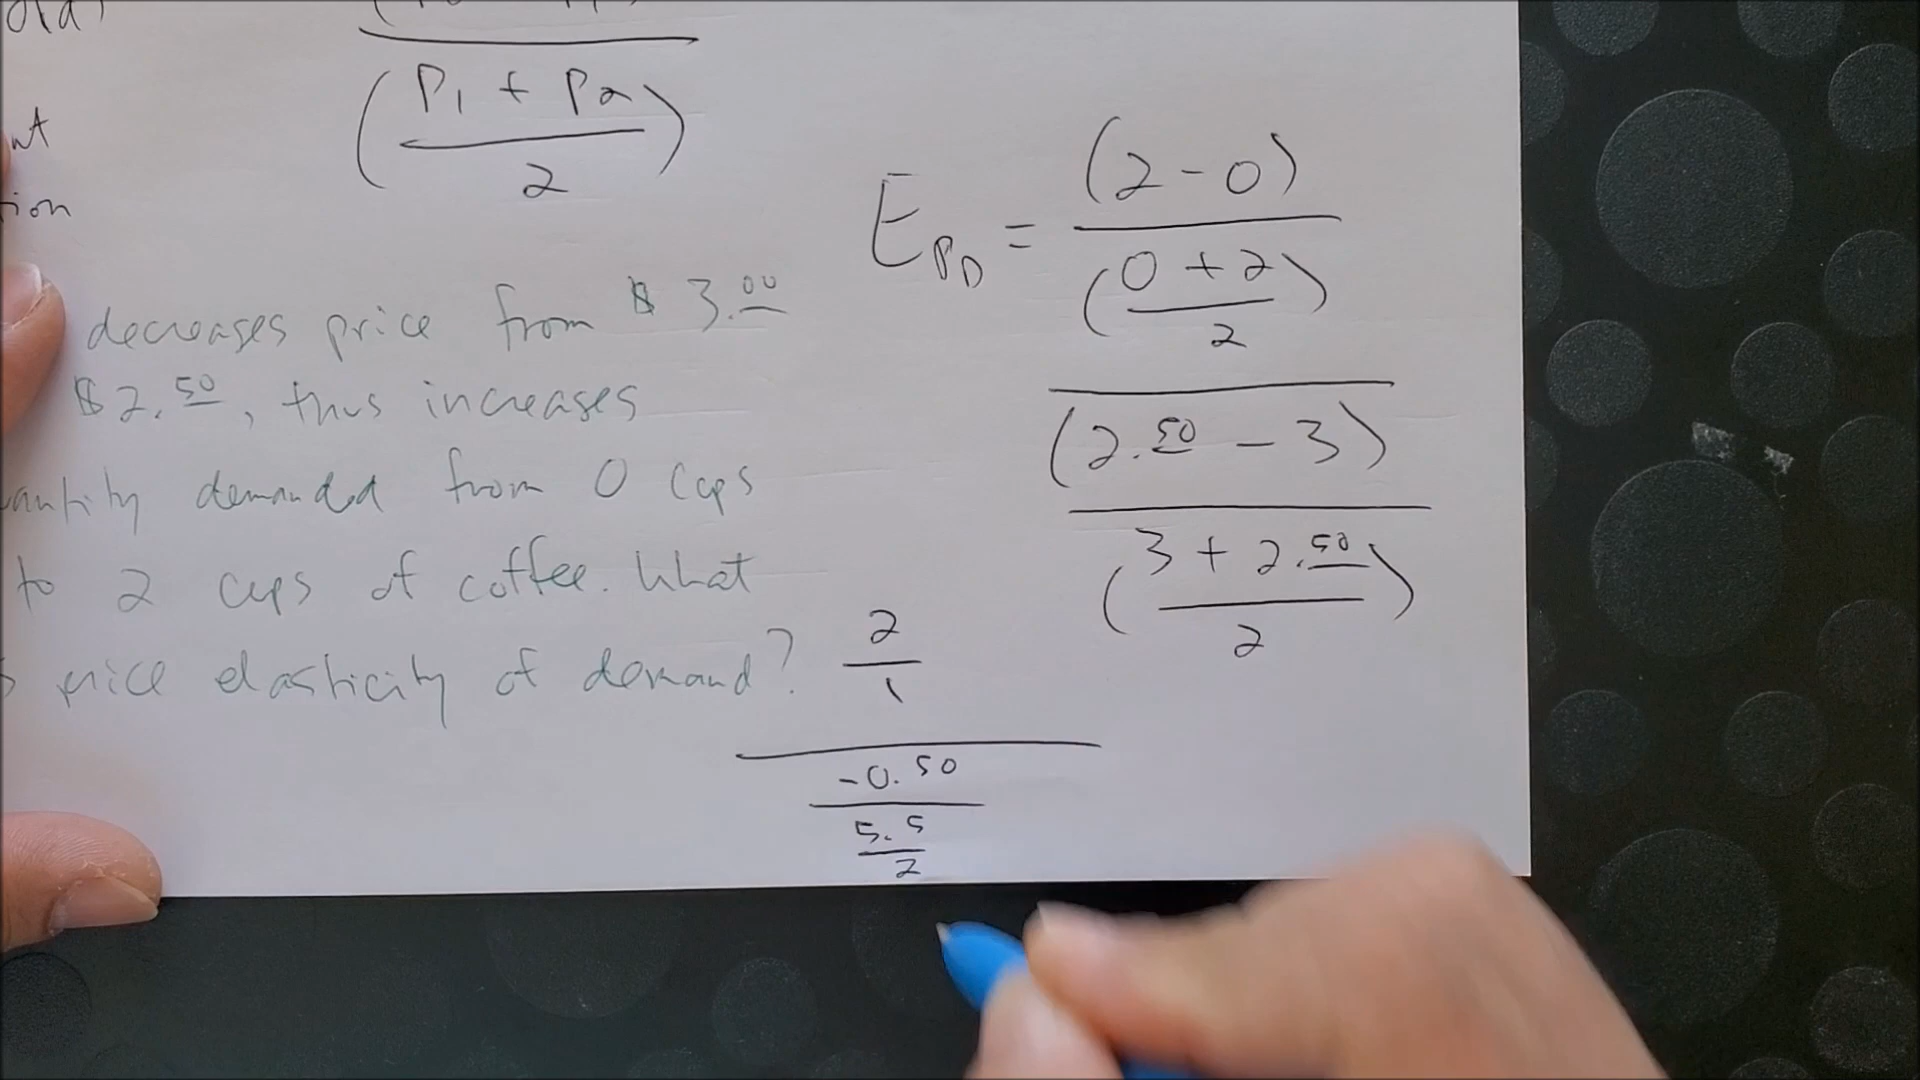 (P1 + P2)
2
decreases price from $ 3.00
$2.50, thus increases
demanded from 0 cups
to 2 cups of coffee. What
price elasticity of demand?
EPD = (2-0)
(0 + 2)
2
(2.50 - 3)
(3 + 2.50)
2
2
1
-0.50
5.5
2